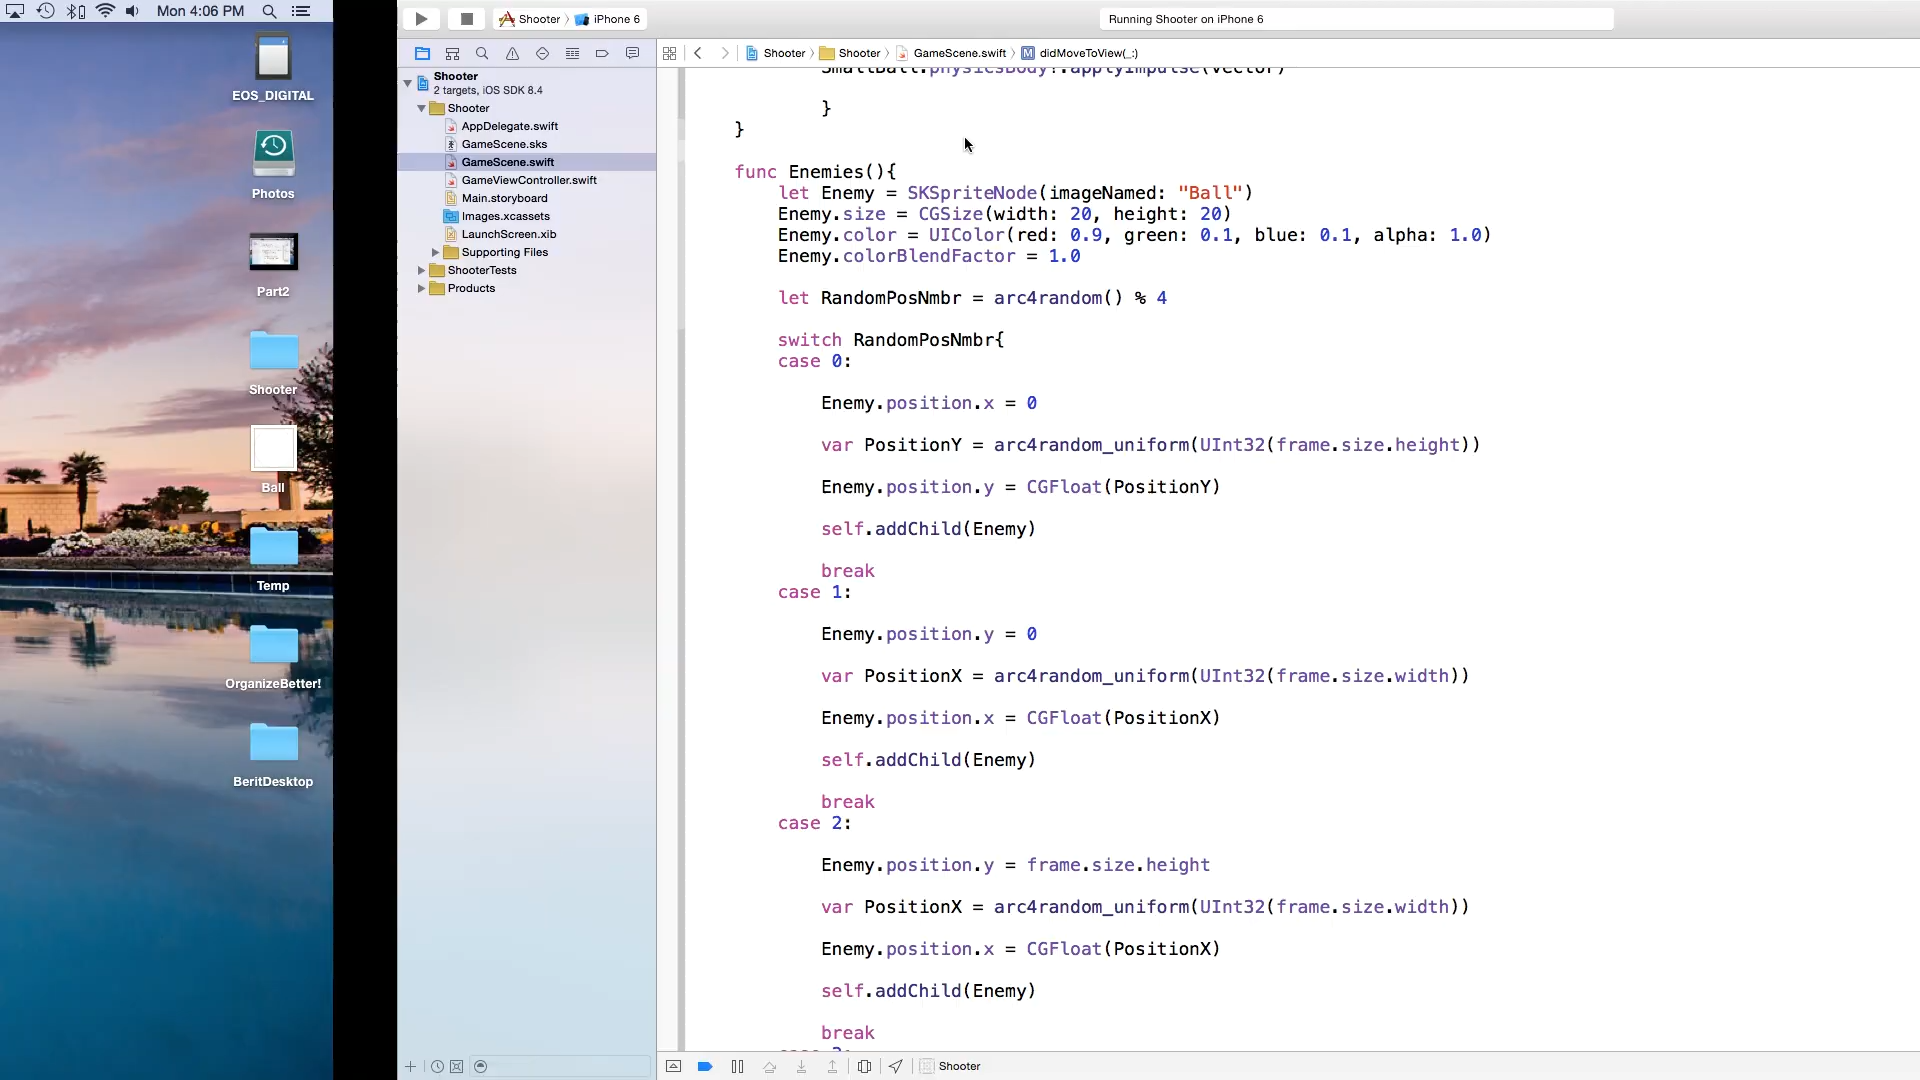 Mon 4:06 PM
EOS_DIGITAL
Photos
Part2
Shooter
Ball
Temp
OrganizeBetter!
BeritDesktop
Shooter
iPhone 6
Running Shooter on iPhone 6
Shooter
2 targets, iOS SDK 8.4
Shooter
AppDelegate.swift
GameScene.sks
GameScene.swift
GameViewController.swift
Main.storyboard
Images.xcassets
LaunchScreen.xib
Supporting Files
ShooterTests
Products
Shooter
Shooter
GameScene.swift
M
didMoveToView(_:)
SmallBall.physicsBody?.applyImpulse(vector)
}
}
func Enemies(){
let Enemy = SKSpriteNode(imageNamed: "Ball")
Enemy.size = CGSize(width: 20, height: 20)
Enemy.color = UIColor(red: 0.9, green: 0.1, blue: 0.1, alpha: 1.0)
Enemy.colorBlendFactor = 1.0
let RandomPosNmbr = arc4random() % 4
switch RandomPosNmbr{
case 0:
Enemy.position.x = 0
var PositionY = arc4random_uniform(UInt32(frame.size.height))
Enemy.position.y = CGFloat(PositionY)
self.addChild(Enemy)
break
case 1:
Enemy.position.y = 0
var PositionX = arc4random_uniform(UInt32(frame.size.width))
Enemy.position.x = CGFloat(PositionX)
self.addChild(Enemy)
break
case 2:
Enemy.position.y = frame.size.height
var PositionX = arc4random_uniform(UInt32(frame.size.width))
Enemy.position.x = CGFloat(PositionX)
self.addChild(Enemy)
break
Shooter